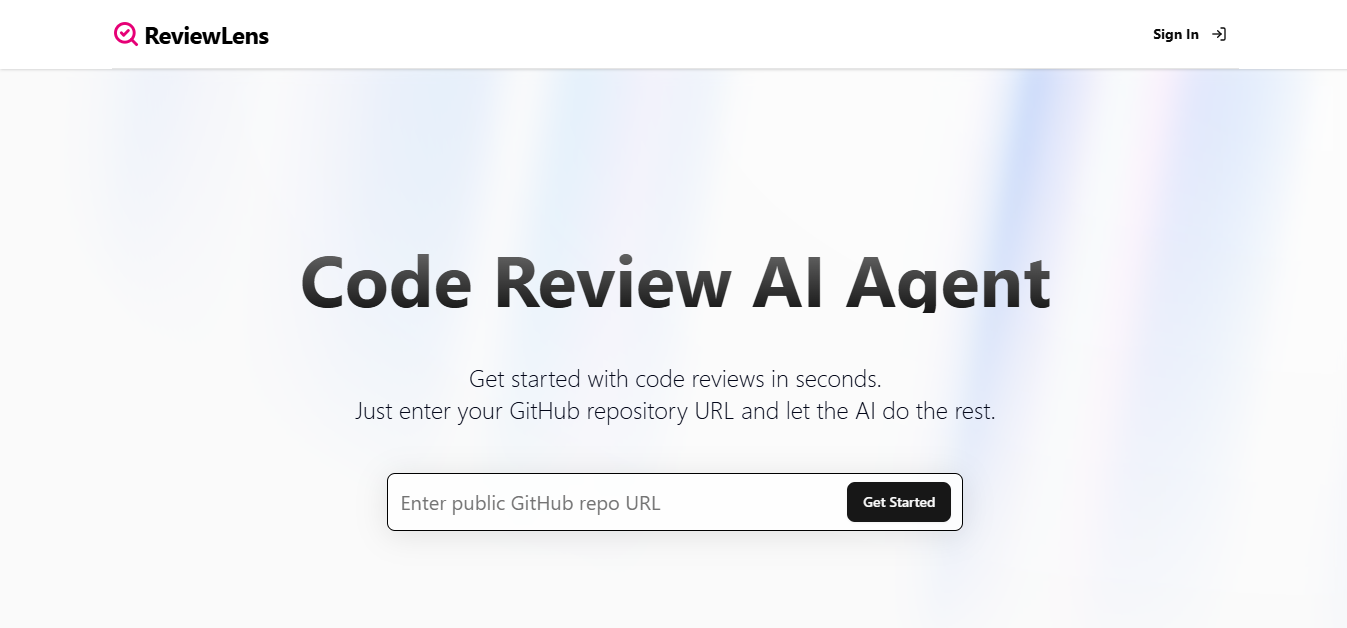 ReviewLens
Sign In
Code Review AI Agent
Get started with code reviews in seconds.
Just enter your GitHub repository URL and let the AI do the rest.
Enter public GitHub repo URL
Get Started